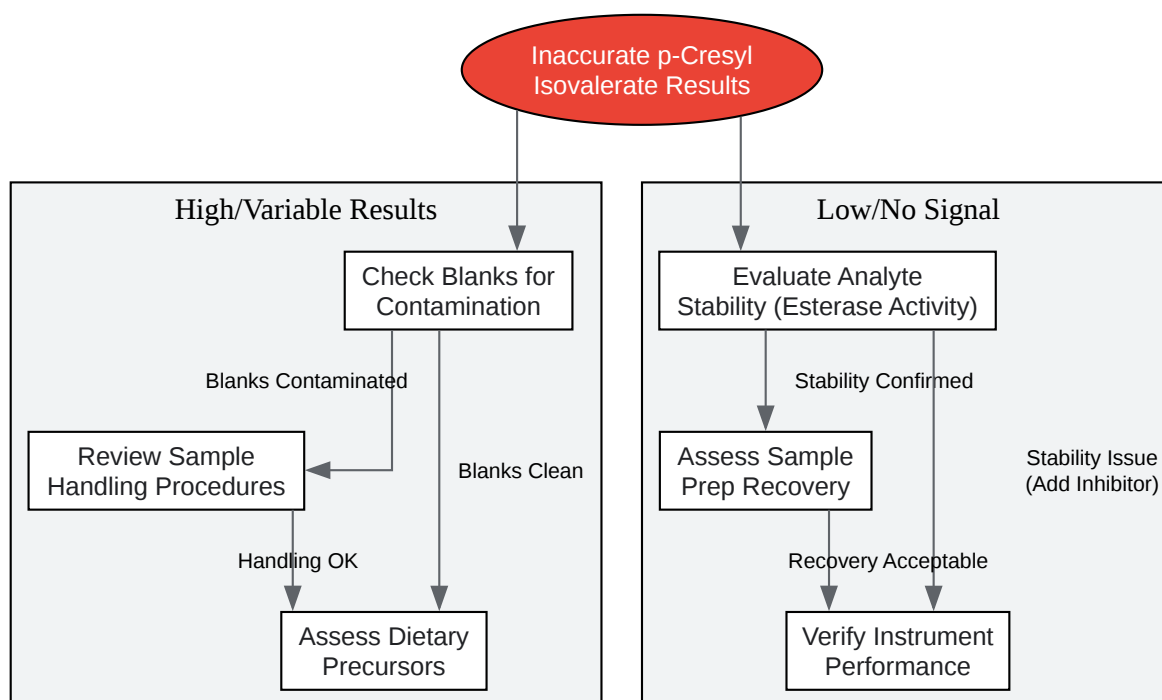 Inaccurate p-Cresyl
Isovalerate Results
High/Variable Results
Check Blanks for
Contamination
Blanks Contaminated
Review Sample
Handling Procedures
Blanks Clean
Handling OK
Assess Dietary
Precursors
Low/No Signal
Evaluate Analyte
Stability (Esterase Activity)
Stability Confirmed
Assess Sample
Prep Recovery
Stability Issue
(Add Inhibitor)
Recovery Acceptable
Verify Instrument
Performance